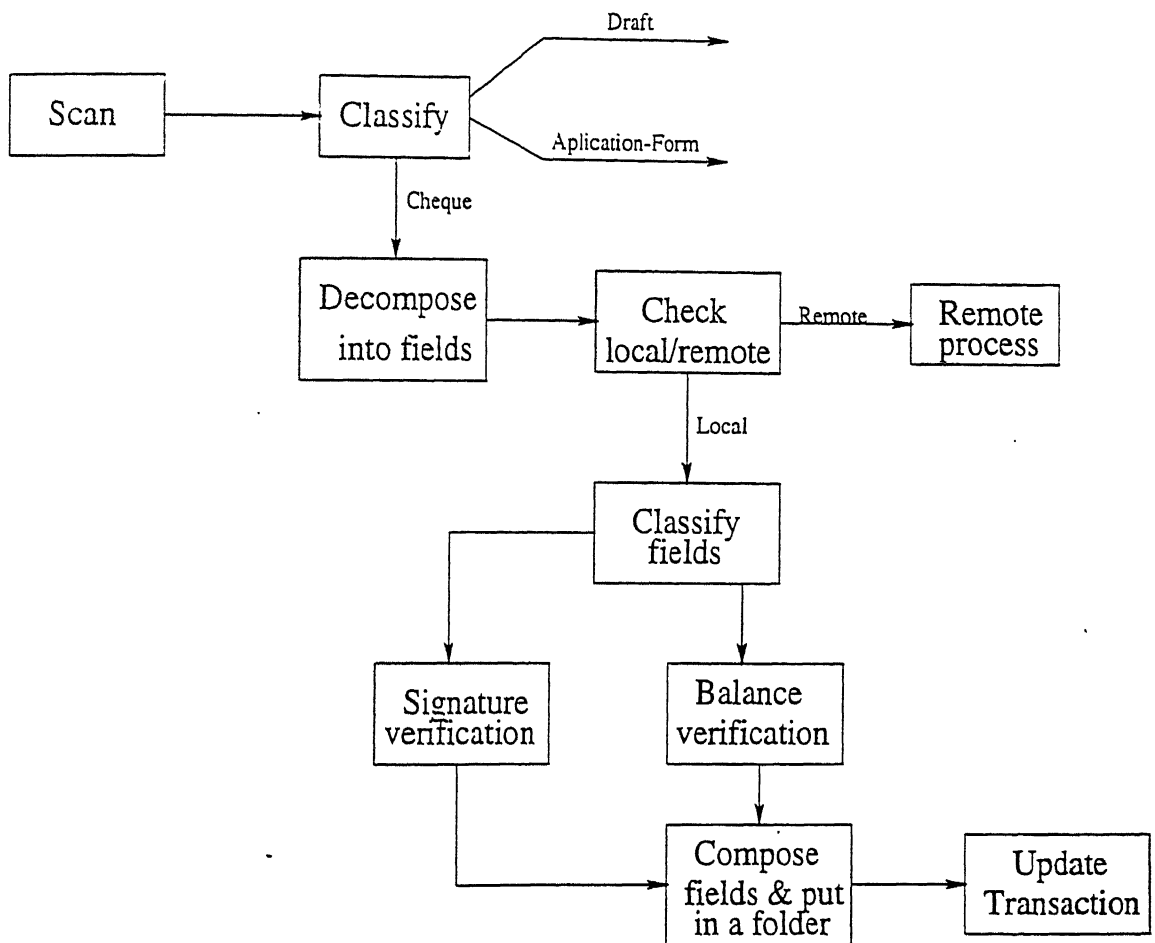 Draft
Scan
Classify
Aplication-Form
Cheque
Decompose
into fields
Check
local/remote
Remote
Remote
process
Local
Classify
fields
Signature
verification
Balance
verification
Compose
fields & put
in a folder
Update
Transaction